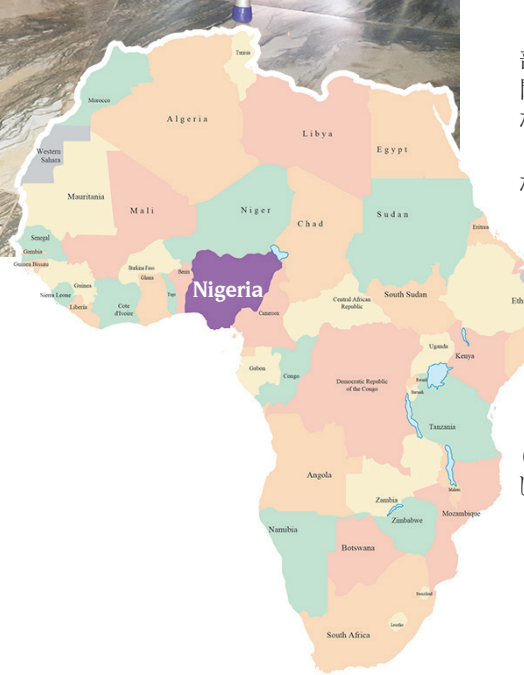 Tunisia
Morocco
Algeria
Libya
Egypt
Western
Sahara
Mauritania
Mali
Niger
Chad
Sudan
Eritrea
Senegal
Gambia
Guinea Bissau
Guinea
Sierra Leone
Liberia
Cote
d'Ivoire
Burkina Faso
Ghana
Togo
Benin
Nigeria
Cameroon
Central African
Republic
South Sudan
Eth
Uganda
Kenya
Gabon
Congo
Democratic Republic
of the Congo
Rwanda
Burundi
Tanzania
Angola
Zambia
Malawi
Mozambique
Zimbabwe
Namibia
Botswana
Swaziland
Lesotho
South Africa